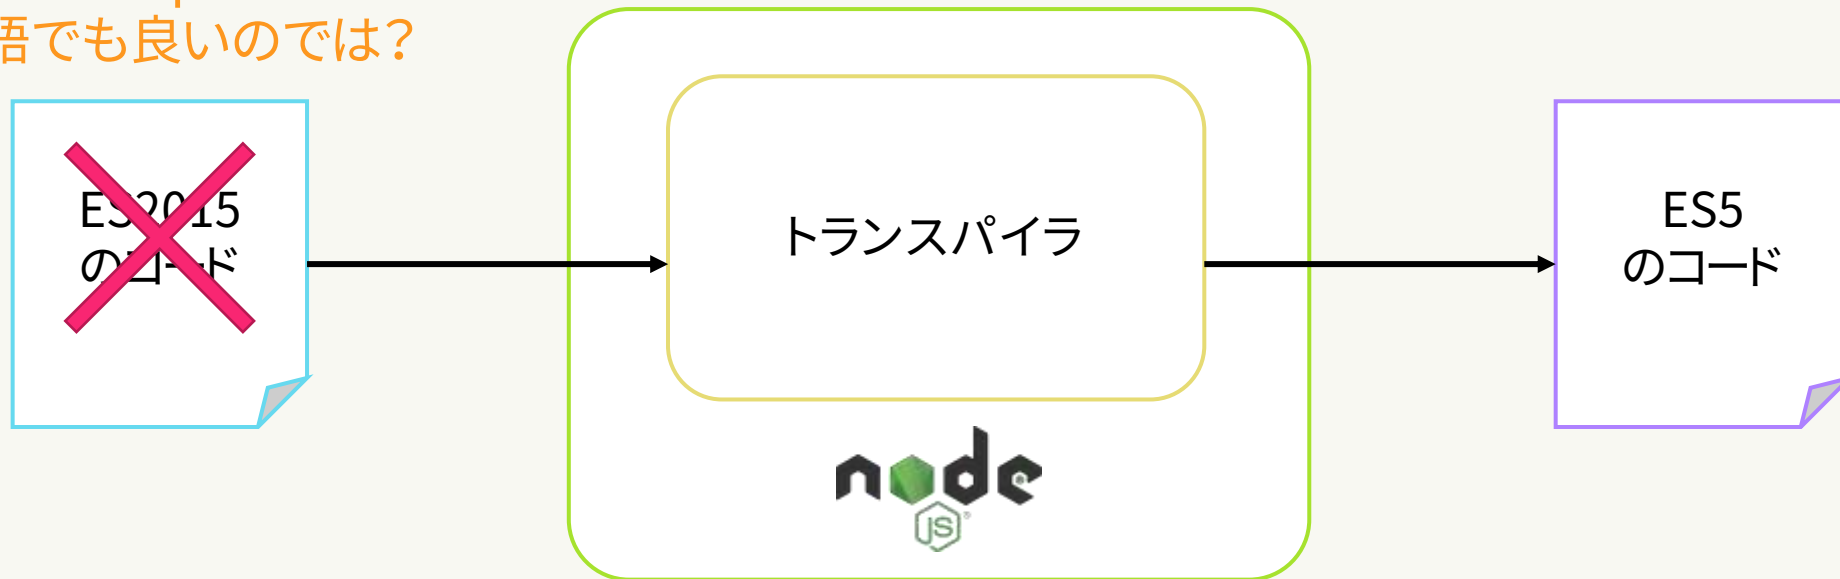 語でも良いのでは？
ES2015
のコード
トランスパイラ
ES5
のコード
node
JS